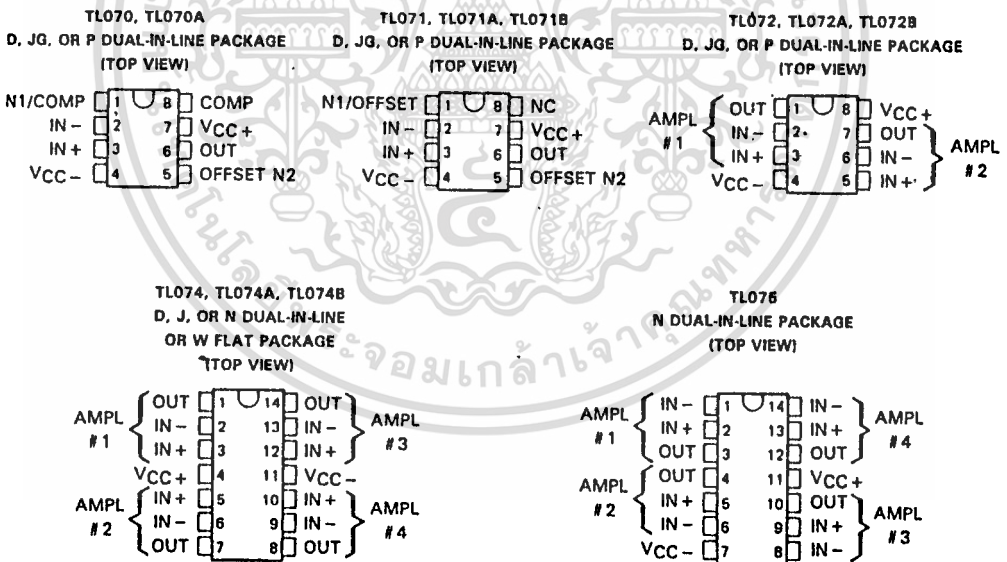 TL070, TL070A
D, JG, OR P DUAL-IN-LINE PACKAGE
(TOP VIEW)
N1/COMP 1 8 COMP
IN − 2 7 VCC +
IN + 3 6 OUT
VCC − 4 5 OFFSET N2
TL071, TL071A, TL071B
D, JG, OR P DUAL-IN-LINE PACKAGE
(TOP VIEW)
N1/OFFSET 1 8 NC
IN − 2 7 VCC +
IN + 3 6 OUT
VCC − 4 5 OFFSET N2
TL072, TL072A, TL072B
D, JG, OR P DUAL-IN-LINE PACKAGE
(TOP VIEW)
AMPL #1
OUT 1 8 VCC +
IN − 2 7 OUT
IN + 3 6 IN −
VCC − 4 5 IN +
AMPL #2
TL074, TL074A, TL074B
D, J, OR N DUAL-IN-LINE
OR W FLAT PACKAGE
(TOP VIEW)
AMPL #1
OUT 1 14 OUT
IN − 2 13 IN −
IN + 3 12 IN +
AMPL #3
VCC + 4 11 VCC −
AMPL #2
IN + 5 10 IN +
IN − 6 9 IN −
OUT 7 8 OUT
AMPL #4
TL075
N DUAL-IN-LINE PACKAGE
(TOP VIEW)
AMPL #1
IN − 1 14 IN −
IN + 2 13 IN +
OUT 3 12 OUT
AMPL #4
AMPL #2
OUT 4 11 VCC +
IN + 5 10 OUT
IN − 6 9 IN +
VCC − 7 8 IN −
AMPL #3